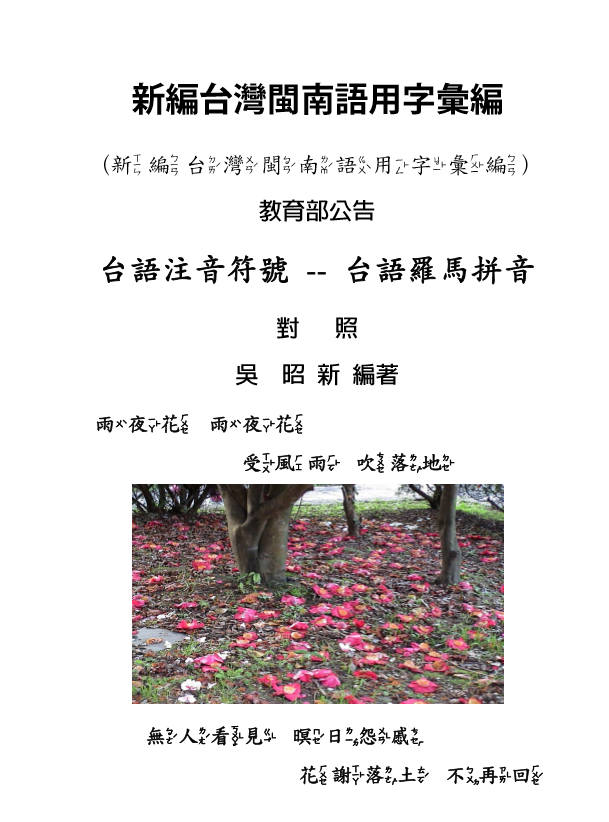 新編台灣閩南語用字彙編
（新編台灣閩南語用字彙編）
教育部公告
台語注音符號 -- 台語羅馬拼音
對 照
吳 昭 新 編著
雨夜花 雨夜花
受風雨 吹落地
無人看見 暝日怨慼
花謝落土 不再回